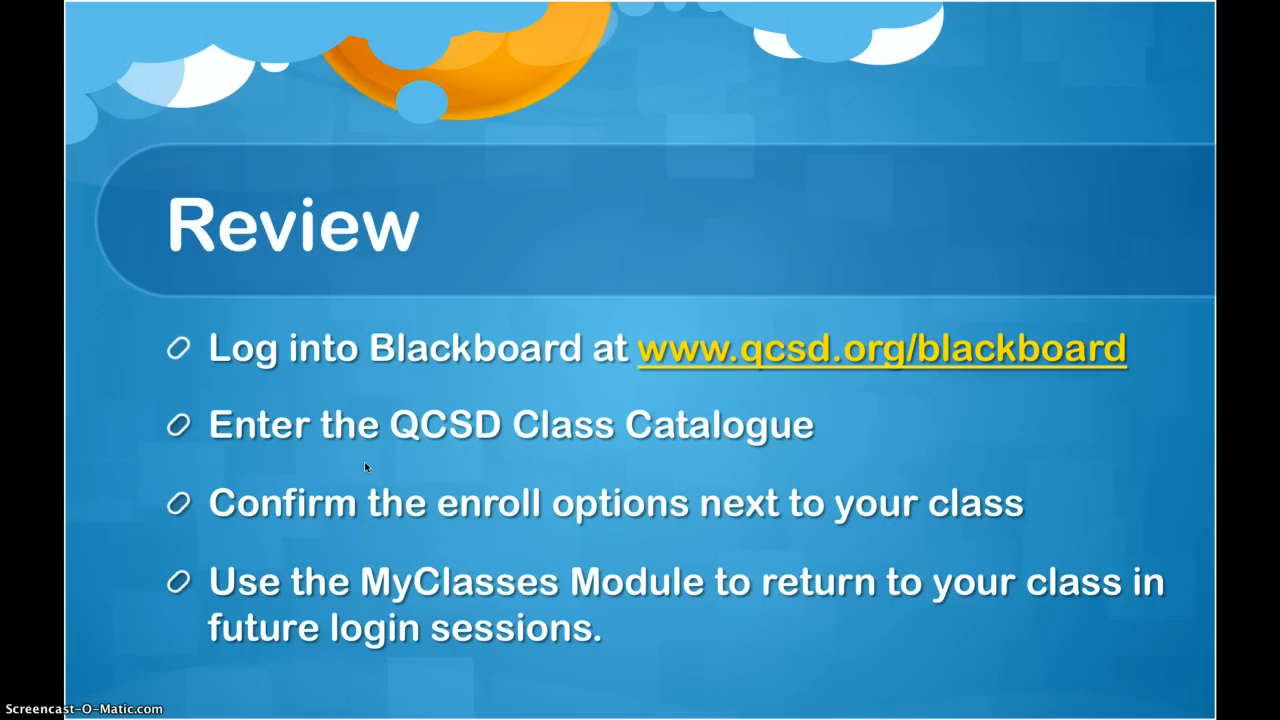 Review
Log into Blackboard at www.qcsd.org/blackboard
Enter the QCSD Class Catalogue
Confirm the enroll options next to your class
Use the MyClasses Module to return to your class in
future login sessions.
Screencast-O-Matic.com